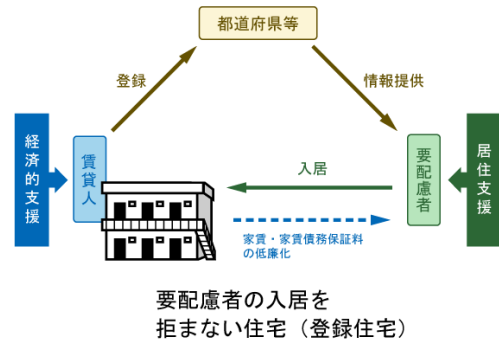 都道府県等
登録
情報提供
経済的支援
賃貸人
要配慮者
居住支援
入居
家賃・家賃債務保証料
の低廉化
要配慮者の入居を
拒まない住宅（登録住宅）